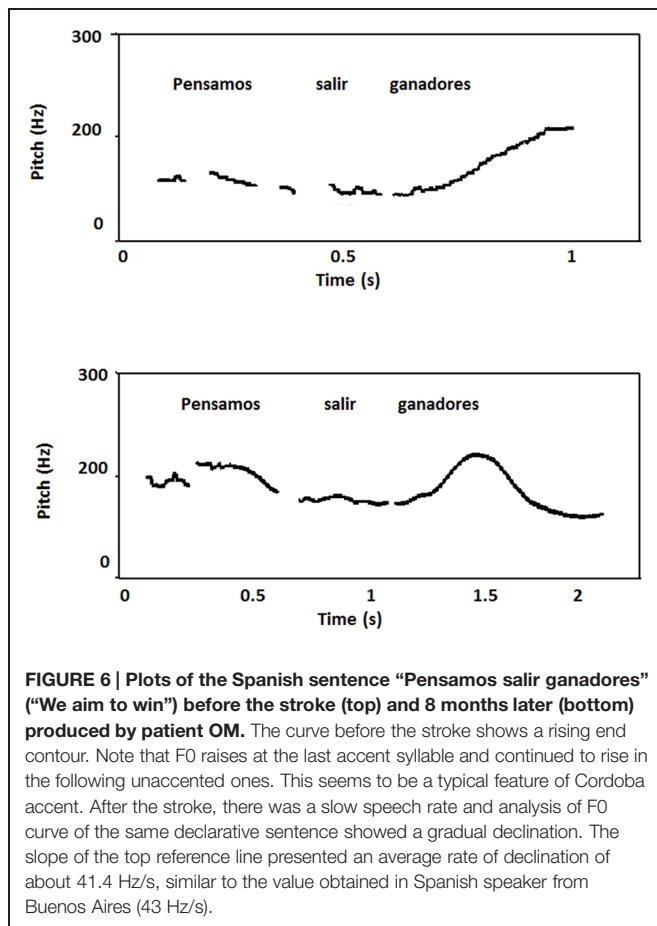 300
Pensamos salir ganadores
200
Pitch (Hz)
0
0 0.5 1
Time (s)
300
Pensamos salir ganadores
200
Pitch (Hz)
0
0 0.5 1 1.5 2
Time (s)
FIGURE 6 | Plots of the Spanish sentence “Pensamos salir ganadores”
(“We aim to win”) before the stroke (top) and 8 months later (bottom)
produced by patient OM. The curve before the stroke shows a rising end
contour. Note that F0 raises at the last accent syllable and continued to rise in
the following unaccented ones. This seems to be a typical feature of Cordoba
accent. After the stroke, there was a slow speech rate and analysis of F0
curve of the same declarative sentence showed a gradual declination. The
slope of the top reference line presented an average rate of declination of
about 41.4 Hz/s, similar to the value obtained in Spanish speaker from
Buenos Aires (43 Hz/s).